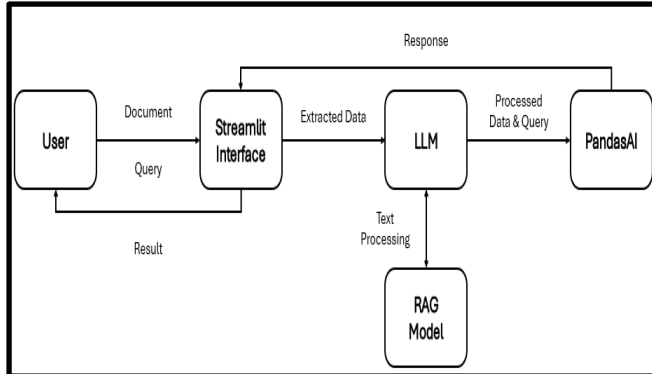 Response
Document
Extracted Data
Processed
Data & Query
User
Streamlit
Interface
LLM
PandasAI
Query
Result
Text
Processing
RAG
Model